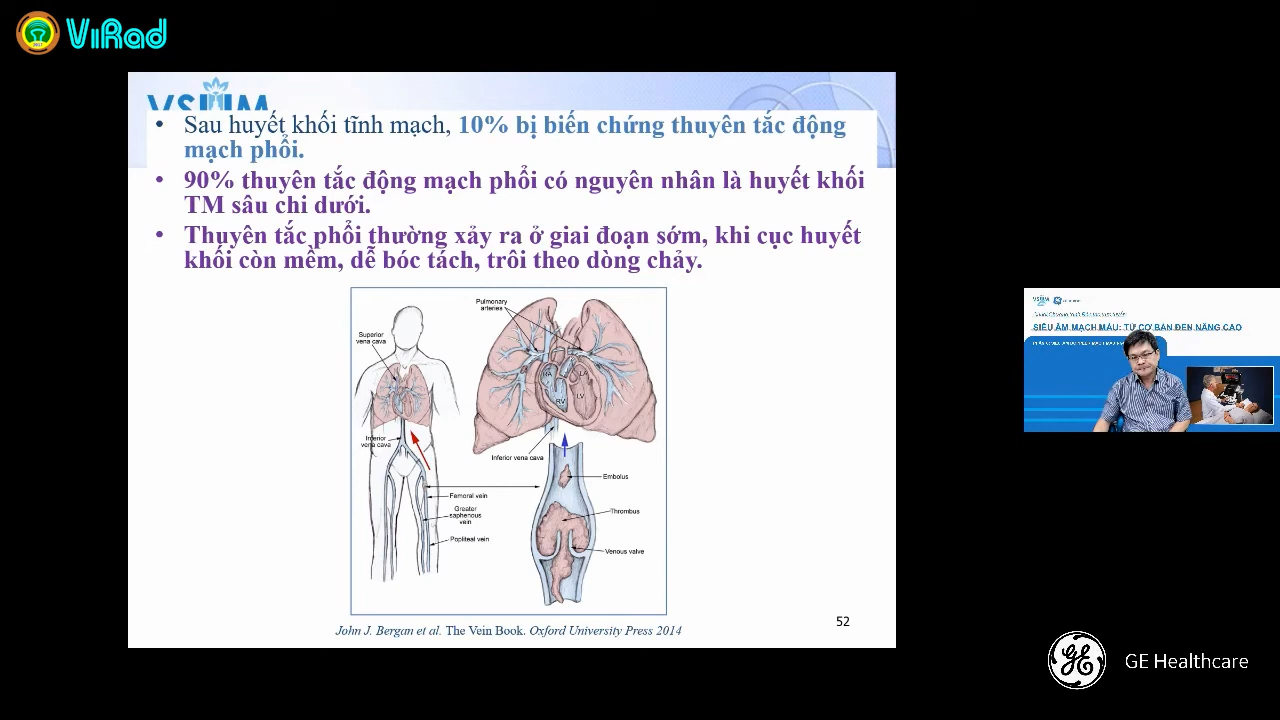 ViRad
VSUM
• Sau huyết khối tĩnh mạch, 10% bị biến chứng thuyên tắc động
mạch phổi.
• 90% thuyên tắc động mạch phổi có nguyên nhân là huyết khối
TM sâu chi dưới.
• Thuyên tắc phổi thường xảy ra ở giai đoạn sớm, khi cục huyết
khối còn mềm, dễ bóc tách, trôi theo dòng chảy.
Pulmonary
arteries
Superior
vena cava
RA
LA
LV
RV
Inferior
vena cava
Inferior vena cava
Embolus
Femoral vein
Greater
saphenous
vein
Thrombus
Popliteal vein
Venous valve
52
John J. Bergan et al. The Vein Book. Oxford University Press 2014
SIÊU ÂM MẠCH MÁU: TỪ CƠ BẢN ĐẾN NÂNG CAO
GE Healthcare